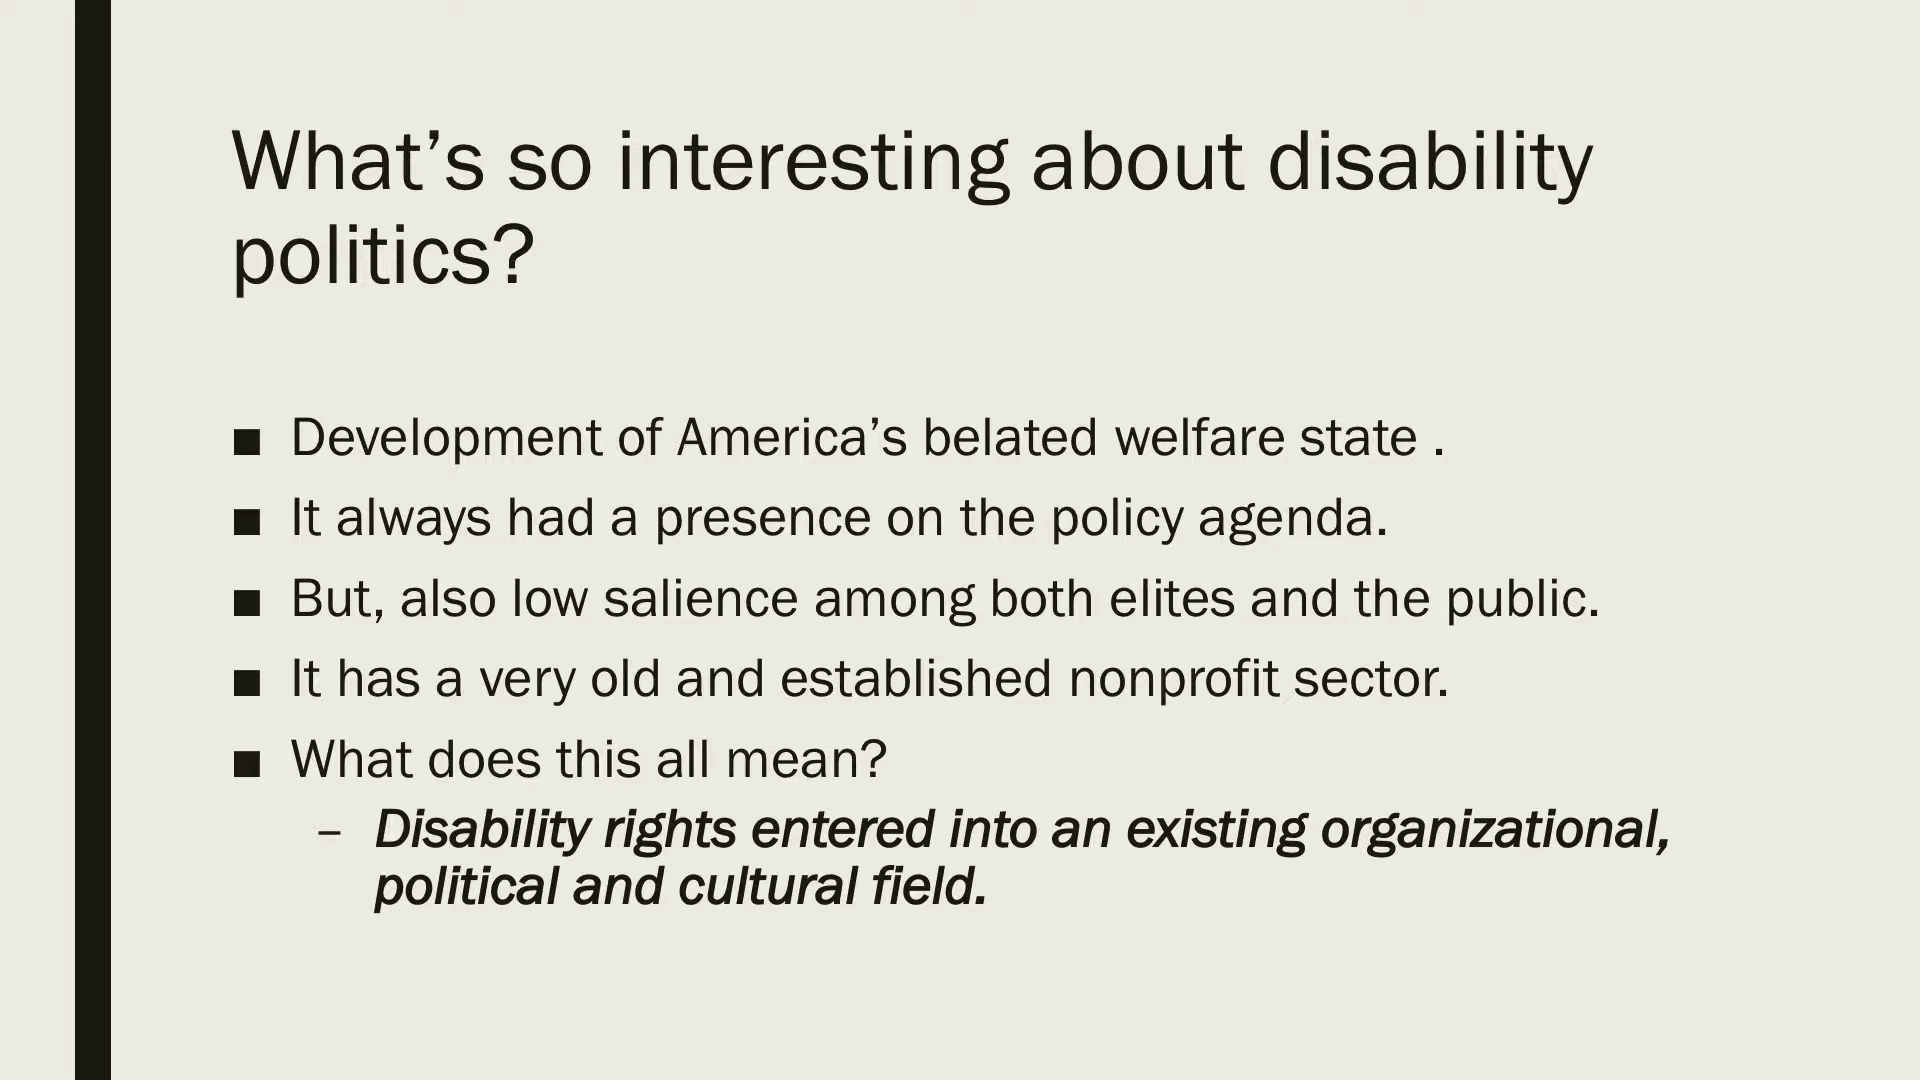 What’s so interesting about disability
politics?
■ Development of America’s belated welfare state .
■ It always had a presence on the policy agenda.
■ But, also low salience among both elites and the public.
■ It has a very old and established nonprofit sector.
■ What does this all mean?
– Disability rights entered into an existing organizational,
political and cultural field.